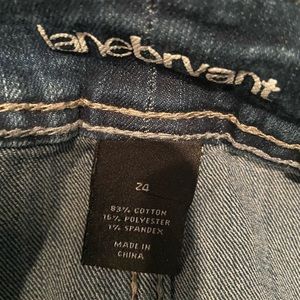 lanebryant
24
83% COTTON
16% POLYESTER
1% SPANDEX
MADE IN
CHINA